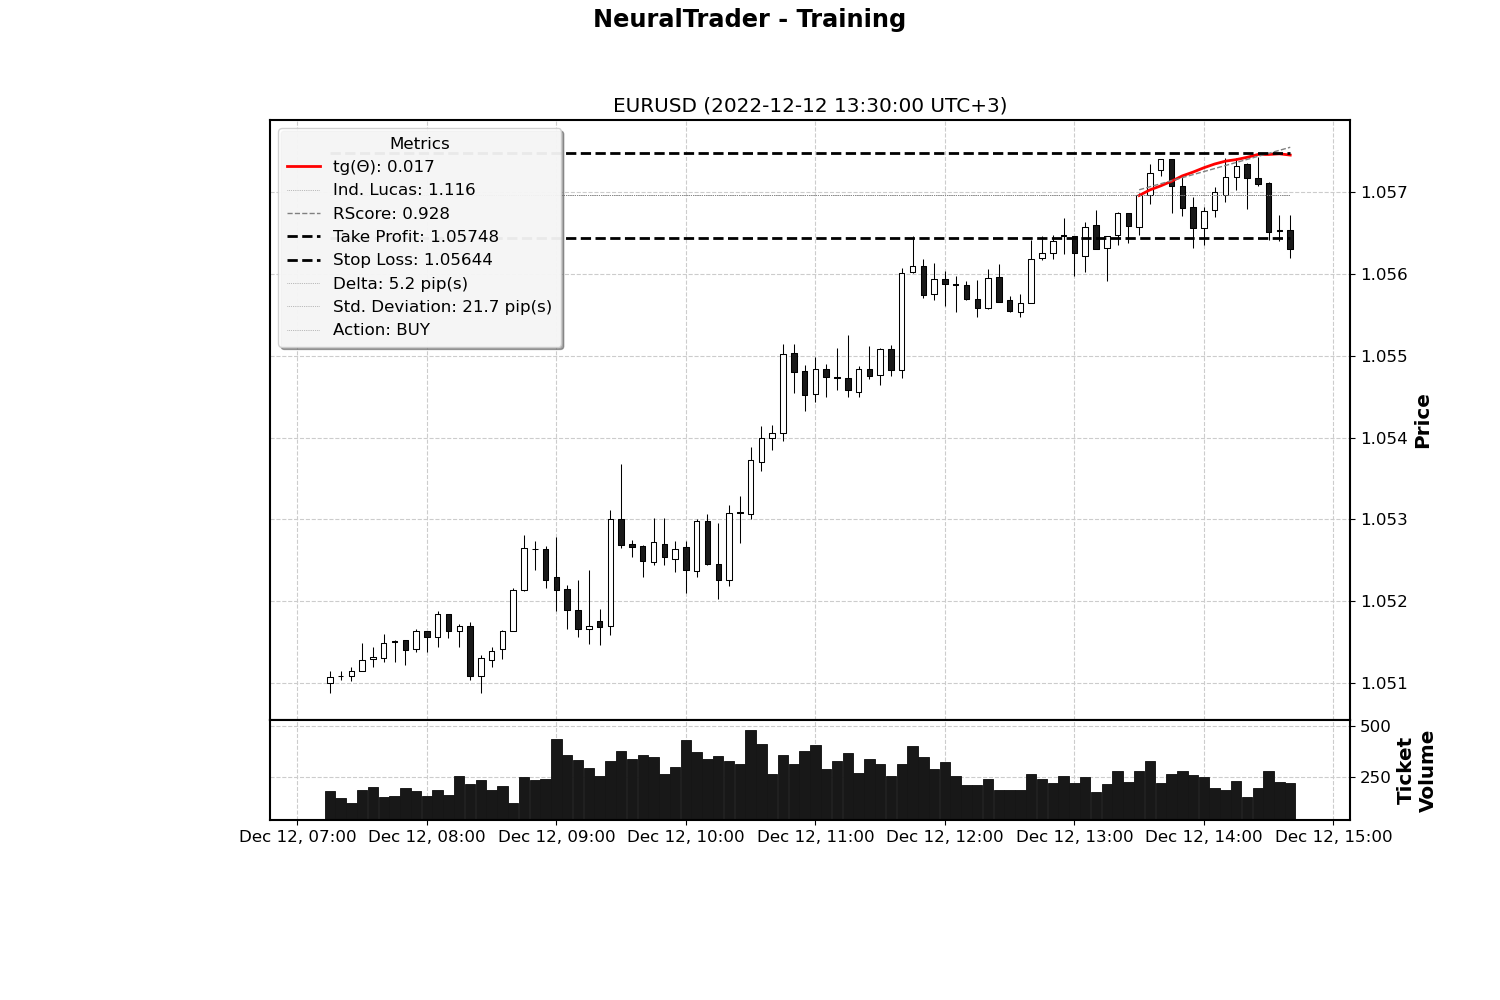 NeuralTrader - Training
EURUSD (2022-12-12 13:30:00 UTC+3)
Metrics
tg(Θ): 0.017
Ind. Lucas: 1.116
RScore: 0.928
Take Profit: 1.05748
Stop Loss: 1.05644
Delta: 5.2 pip(s)
Std. Deviation: 21.7 pip(s)
Action: BUY
1.057
1.056
1.055
1.054
1.053
1.052
1.051
Price
500
250
Ticket
Volume
Dec 12, 07:00 Dec 12, 08:00 Dec 12, 09:00 Dec 12, 10:00 Dec 12, 11:00 Dec 12, 12:00 Dec 12, 13:00 Dec 12, 14:00 Dec 12, 15:00